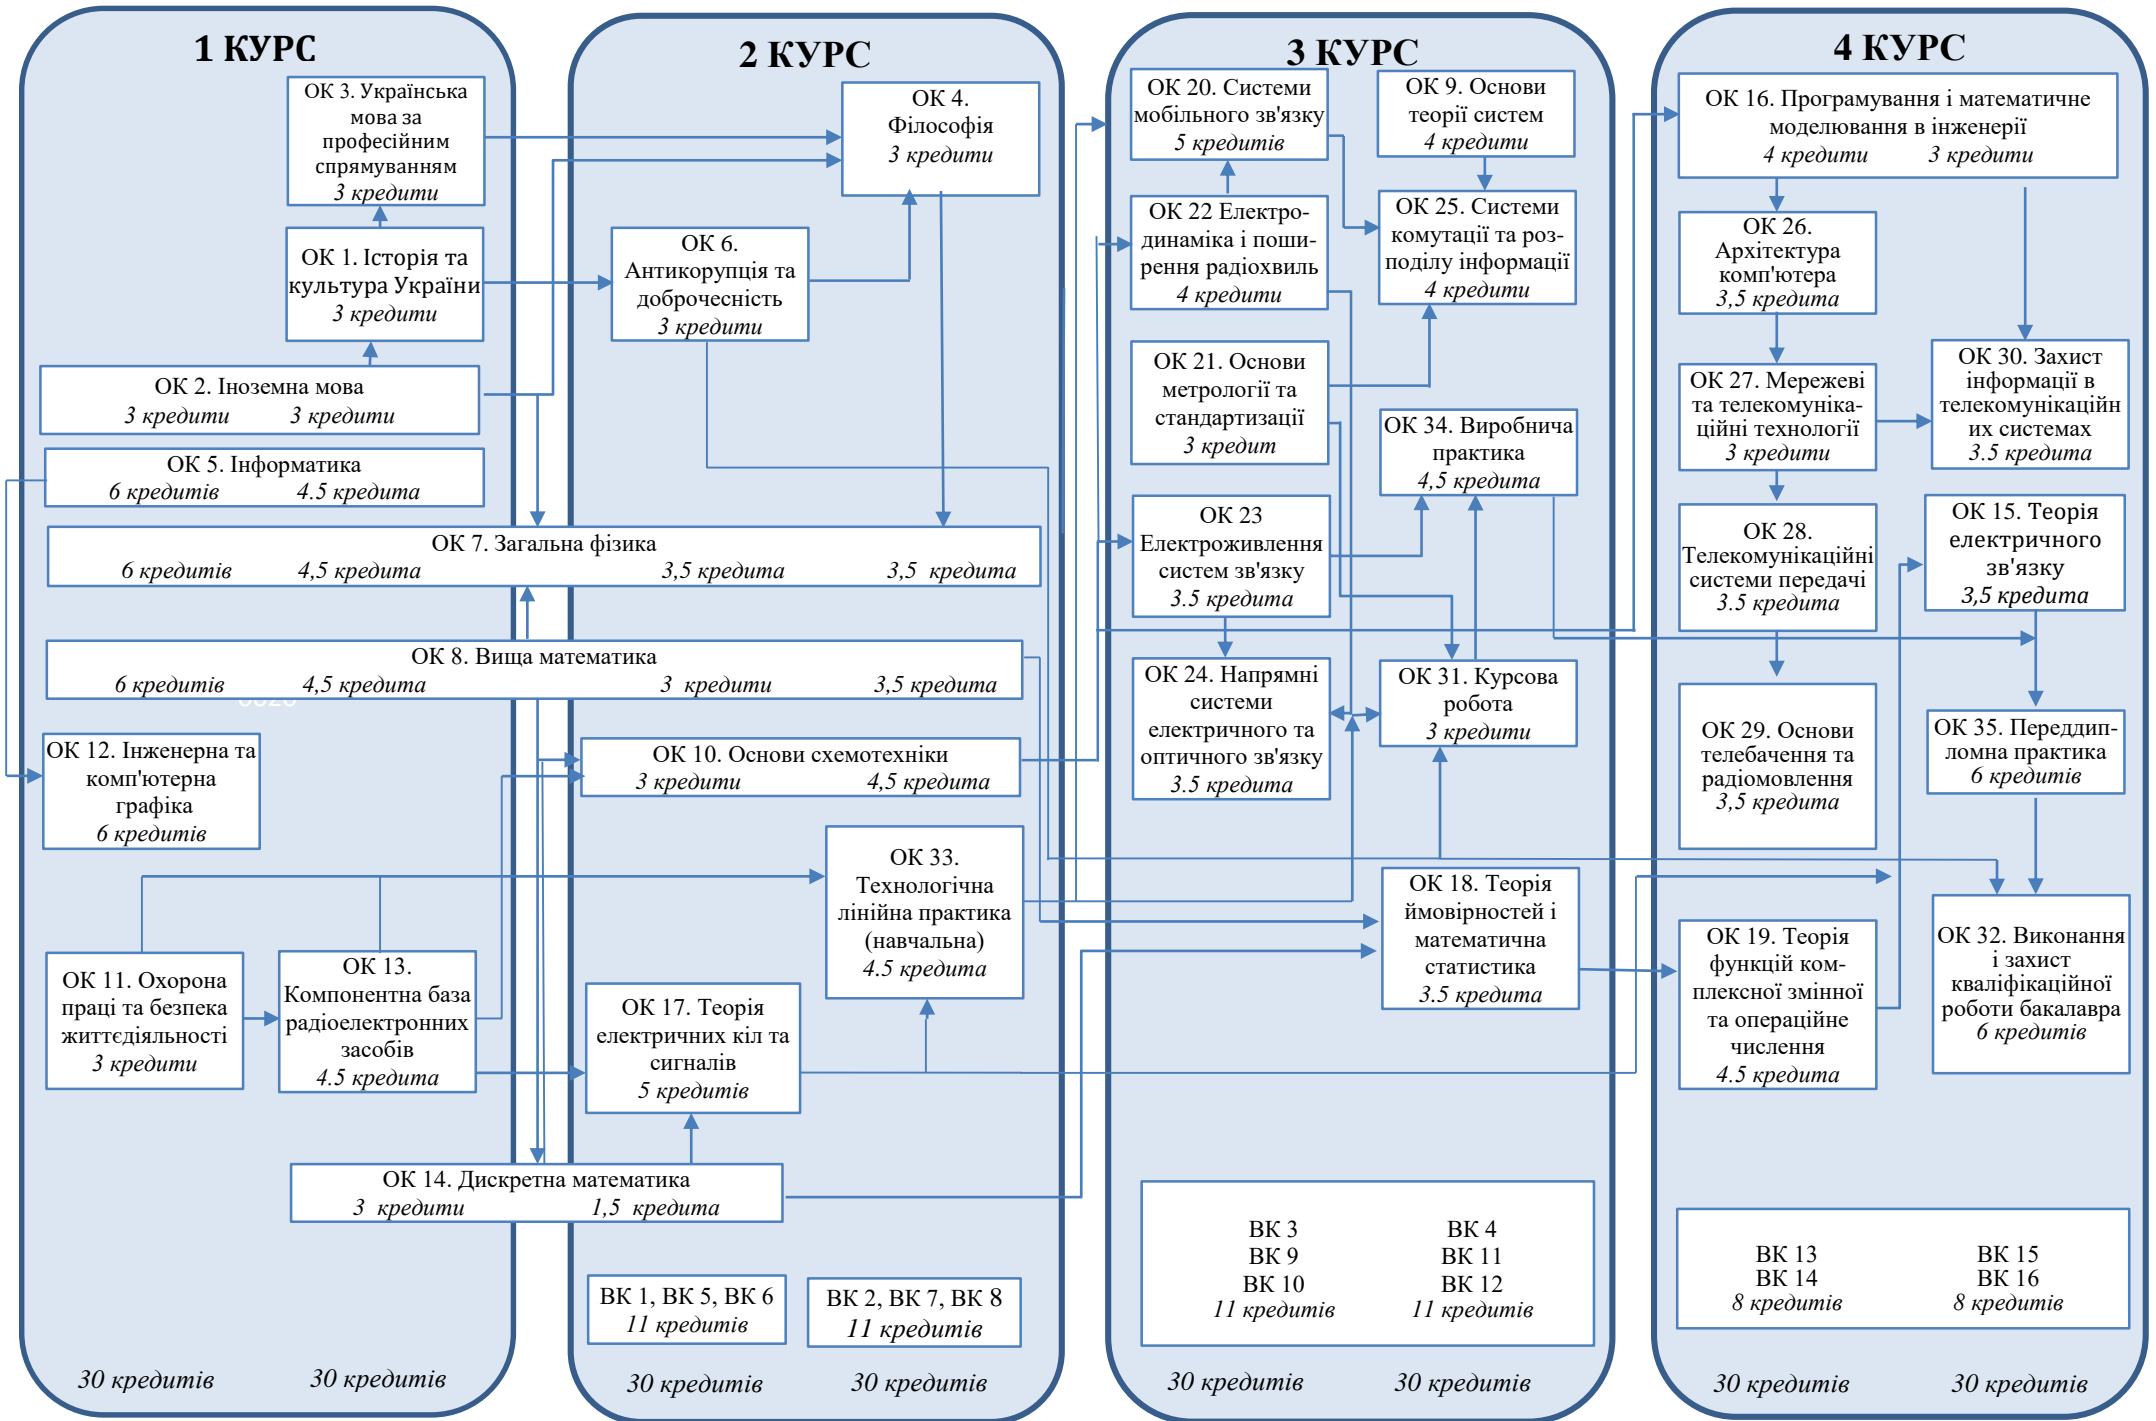 1 КУРС
ОК 3. Українська
мова за
професійним
спрямуванням
3 кредити
ОК 1. Історія та
культура України
3 кредити
ОК 2. Іноземна мова
3 кредити 3 кредити
ОК 5. Інформатика
6 кредитів 4.5 кредита
ОК 7. Загальна фізика
6 кредитів 4,5 кредита 3,5 кредита 3,5 кредита
ОК 8. Вища математика
6 кредитів 4,5 кредита 3 кредити 3,5 кредита
ОК 12. Інженерна та
комп'ютерна
графіка
6 кредитів
ОК 11. Охорона
праці та безпека
життєдіяльності
3 кредити
ОК 13.
Компонентна база
радіоелектронних
засобів
4.5 кредита
ОК 14. Дискретна математика
3 кредити 1,5 кредита
30 кредитів 30 кредитів
2 КУРС
ОК 4.
Філософія
3 кредити
ОК 6.
Антикорупція та
доброчесність
3 кредити
ОК 10. Основи схемотехніки
3 кредити 4,5 кредита
ОК 33.
Технологічна
лінійна практика
(навчальна)
4.5 кредита
ОК 17. Теорія
електричних кіл та
сигналів
5 кредитів
ВК 1, ВК 5, ВК 6
11 кредитів
ВК 2, ВК 7, ВК 8
11 кредитів
30 кредитів 30 кредитів
3 КУРС
ОК 20. Системи
мобільного зв'язку
5 кредитів
ОК 9. Основи
теорії систем
4 кредити
ОК 22 Електро-
динаміка і поши-
рення радіохвиль
4 кредити
ОК 25. Системи
комутації та роз-
поділу інформації
4 кредити
ОК 21. Основи
метрології та
стандартизації
3 кредит
ОК 34. Виробнича
практика
4,5 кредита
ОК 23
Електроживлення
систем зв'язку
3.5 кредита
ОК 24. Напрямні
системи
електричного та
оптичного зв'язку
3.5 кредита
ОК 31. Курсова
робота
3 кредити
ОК 18. Теорія
ймовірностей і
математична
статистика
3.5 кредита
ВК 3 ВК 4
ВК 9 ВК 11
ВК 10 ВК 12
11 кредитів 11 кредитів
30 кредитів 30 кредитів
4 КУРС
ОК 16. Програмування і математичне
моделювання в інженерії
4 кредити 3 кредити
ОК 26.
Архітектура
комп'ютера
3,5 кредита
ОК 27. Мережеві
та телекомуніка-
ційні технології
3 кредити
ОК 30. Захист
інформації в
телекомунікаційн
их системах
3.5 кредита
ОК 28.
Телекомунікаційні
системи передачі
3.5 кредита
ОК 15. Теорія
електричного
зв'язку
3,5 кредита
ОК 29. Основи
телебачення та
радіомовлення
3,5 кредита
ОК 35. Преддип-
ломна практика
6 кредитів
ОК 19. Теорія
функцій ком-
плексної змінної
та операційне
числення
4.5 кредита
ОК 32. Виконання
і захист
кваліфікаційної
роботи бакалавра
6 кредитів
ВК 13 ВК 15
ВК 14 ВК 16
8 кредитів 8 кредитів
30 кредитів 30 кредитів